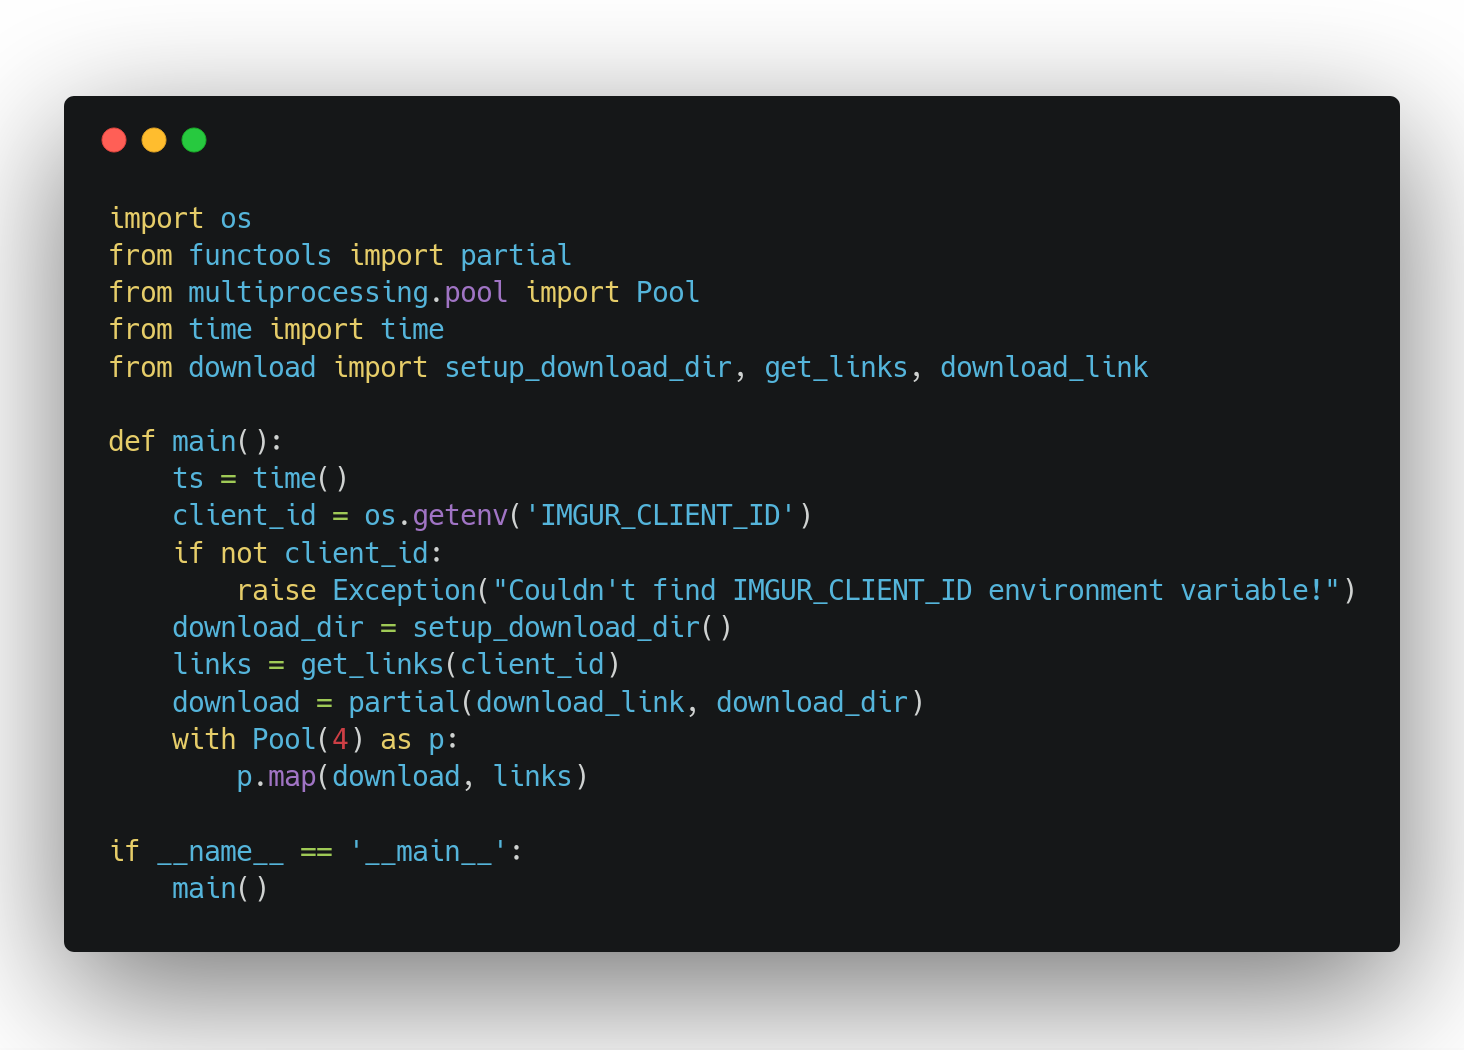 import os
from functools import partial
from multiprocessing.pool import Pool
from time import time
from download import setup_download_dir, get_links, download_link

def main():
    ts = time()
    client_id = os.getenv('IMGUR_CLIENT_ID')
    if not client_id:
        raise Exception("Couldn't find IMGUR_CLIENT_ID environment variable!")
    download_dir = setup_download_dir()
    links = get_links(client_id)
    download = partial(download_link, download_dir)
    with Pool(4) as p:
        p.map(download, links)

if __name__ == '__main__':
    main()